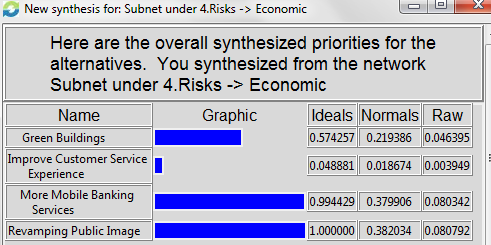 New synthesis for: Subnet under 4.Risks -> Economic
Here are the overall synthesized priorities for the
alternatives.  You synthesized from the network
Subnet under 4.Risks -> Economic
Name Graphic Ideals Normals Raw
Green Buildings 0.574257 0.219386 0.046395
Improve Customer Service
Experience 0.048881 0.018674 0.003949
More Mobile Banking
Services 0.994429 0.379906 0.080342
Revamping Public Image 1.000000 0.382034 0.080792